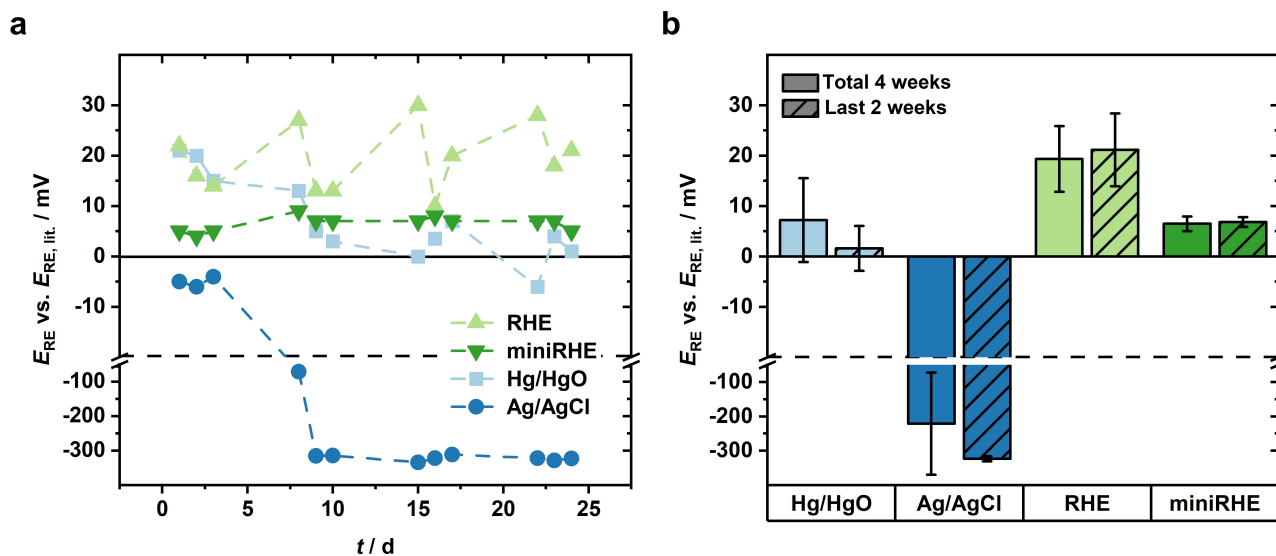 a
E_RE vs. E_RE, lit. / mV
30
20
10
0
-10
-100
-200
-300
RHE
miniRHE
Hg/HgO
Ag/AgCl
0
5
10
15
20
25
t / d
b
E_RE vs. E_RE, lit. / mV
30
20
10
0
-10
-100
-200
-300
Total 4 weeks
Last 2 weeks
Hg/HgO
Ag/AgCl
RHE
miniRHE